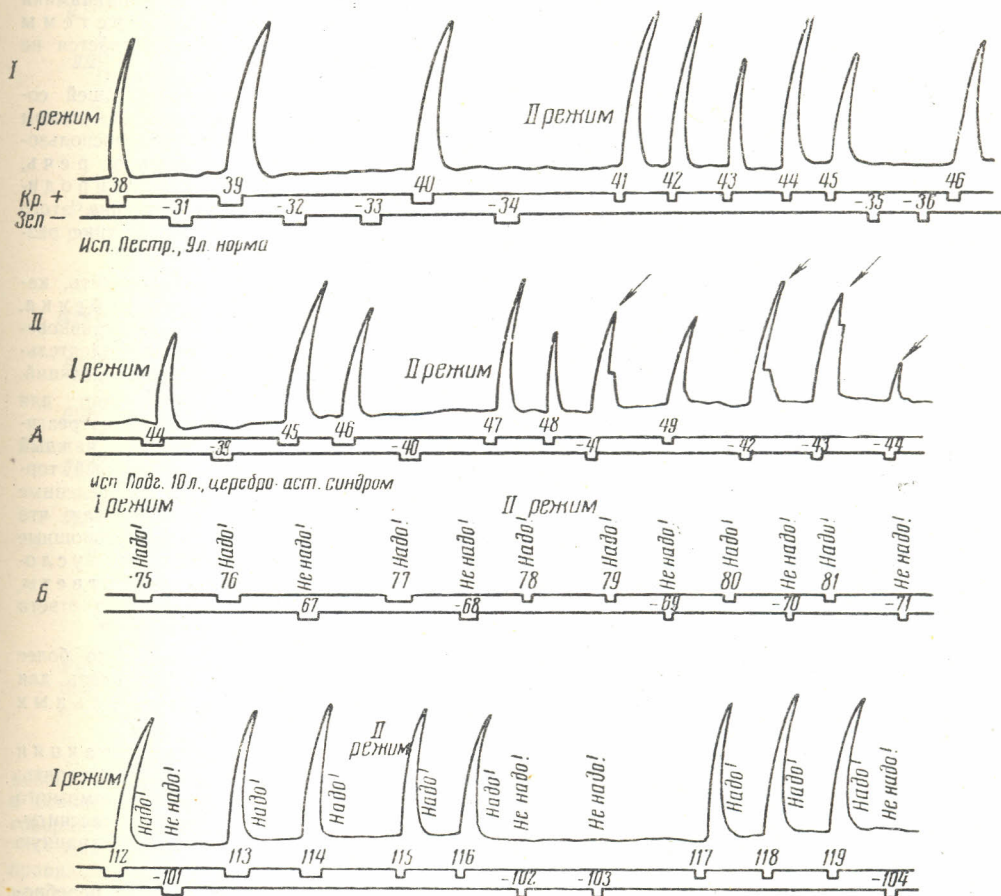 I
I режим
II режим
38 39 40 41 42 43 44 45 46
Кр. +
-31 -32 -33 -34 -35 -36
Зел —
Исп. Пестр., 9л. норма
II
I режим
II режим
44 45 46 47 48 49
А
-39 -40 -41 -42 -43 -44
исп Подг. 10л., церебро-аст. синдром
I режим
II режим
Надо! Надо! Не надо! Надо! Не надо! Надо! Надо! Не надо! Надо! Не надо! Надо! Не надо!
75 76 77 78 79 80 81
Б
67 -68 -69 -70 -71
I режим
II режим
Надо! Не надо! Надо! Надо! Надо! Надо! Не надо! Не надо! Надо! Надо! Надо! Не надо!
112 113 114 115 116 117 118 119
-101 -102 -103 -104